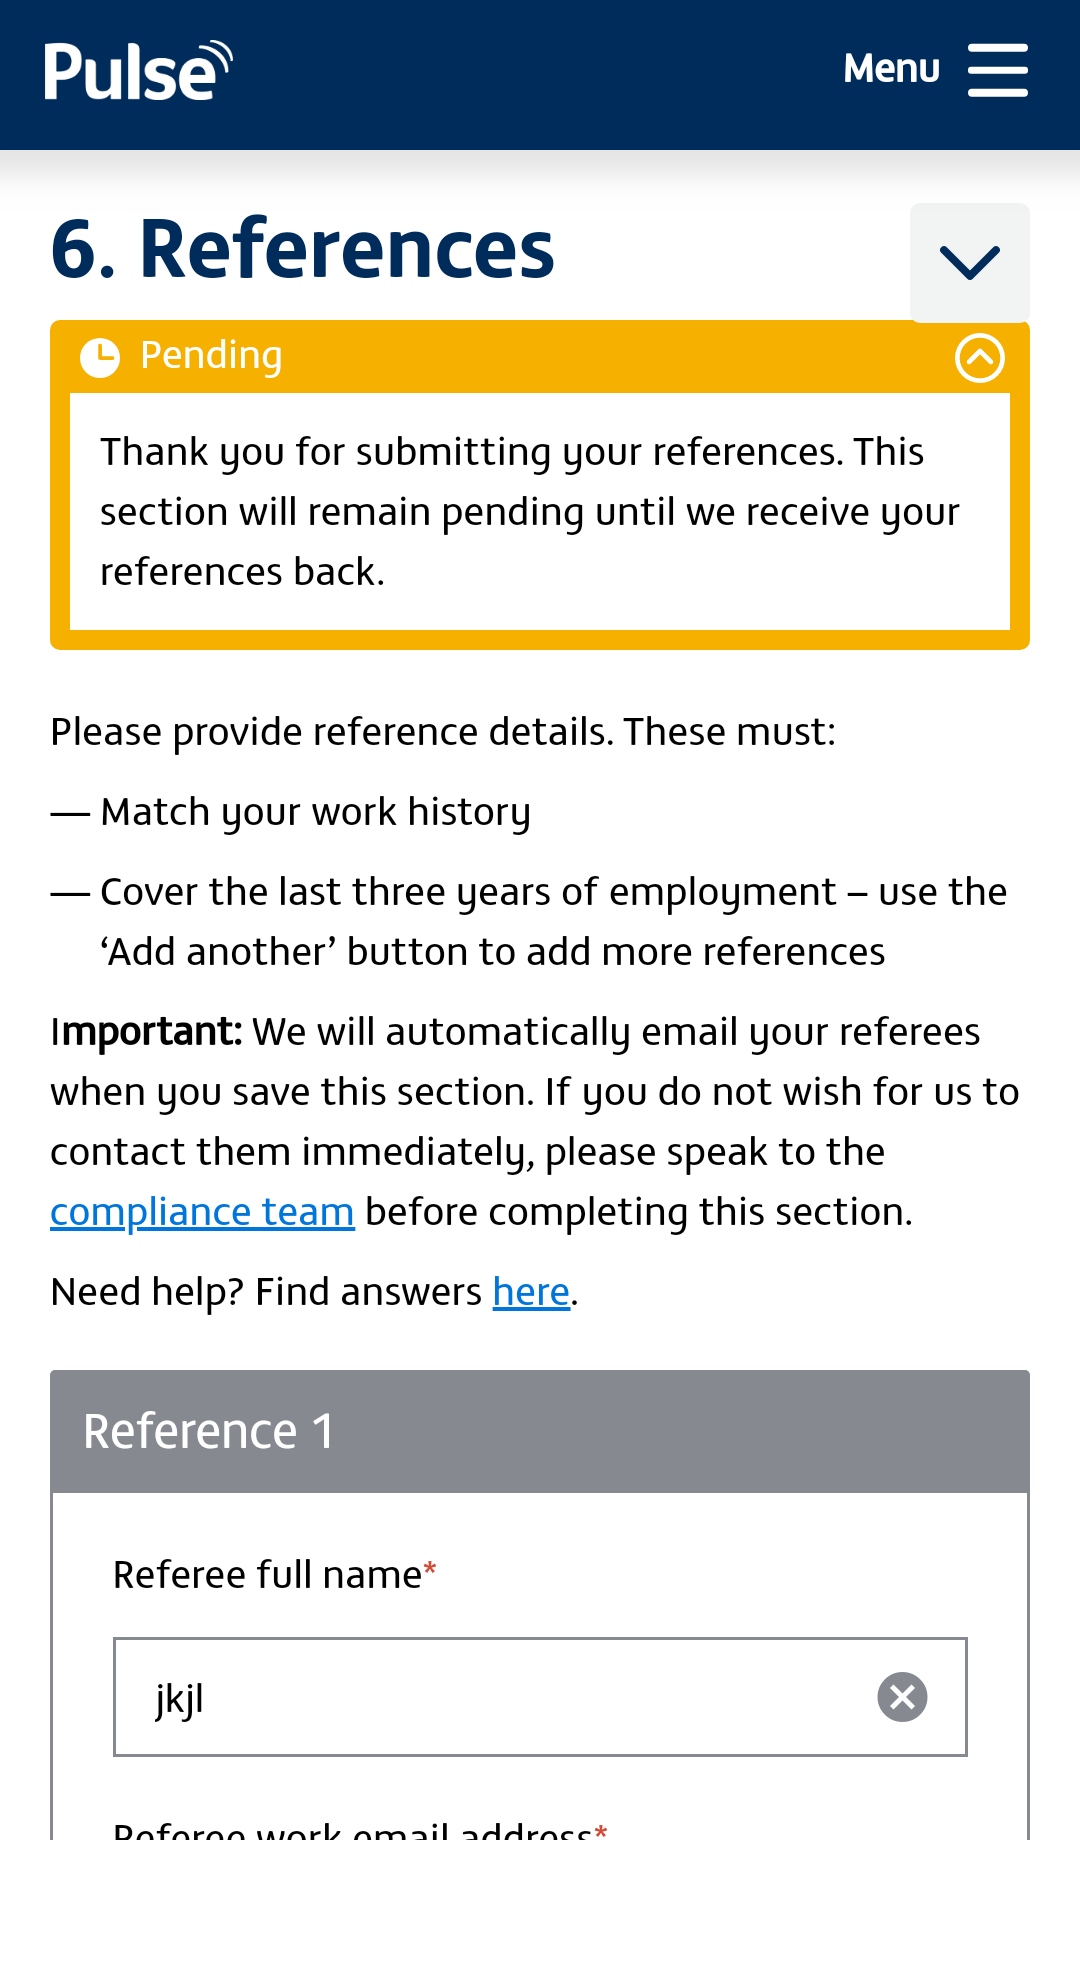 Pulse
Menu
6. References
Pending
Thank you for submitting your references. This
section will remain pending until we receive your
references back.
Please provide reference details. These must:
— Match your work history
— Cover the last three years of employment – use the
‘Add another’ button to add more references
Important: We will automatically email your referees
when you save this section. If you do not wish for us to
contact them immediately, please speak to the
compliance team before completing this section.
Need help? Find answers here.
Reference 1
Referee full name*
jkjl
Referee work email address*